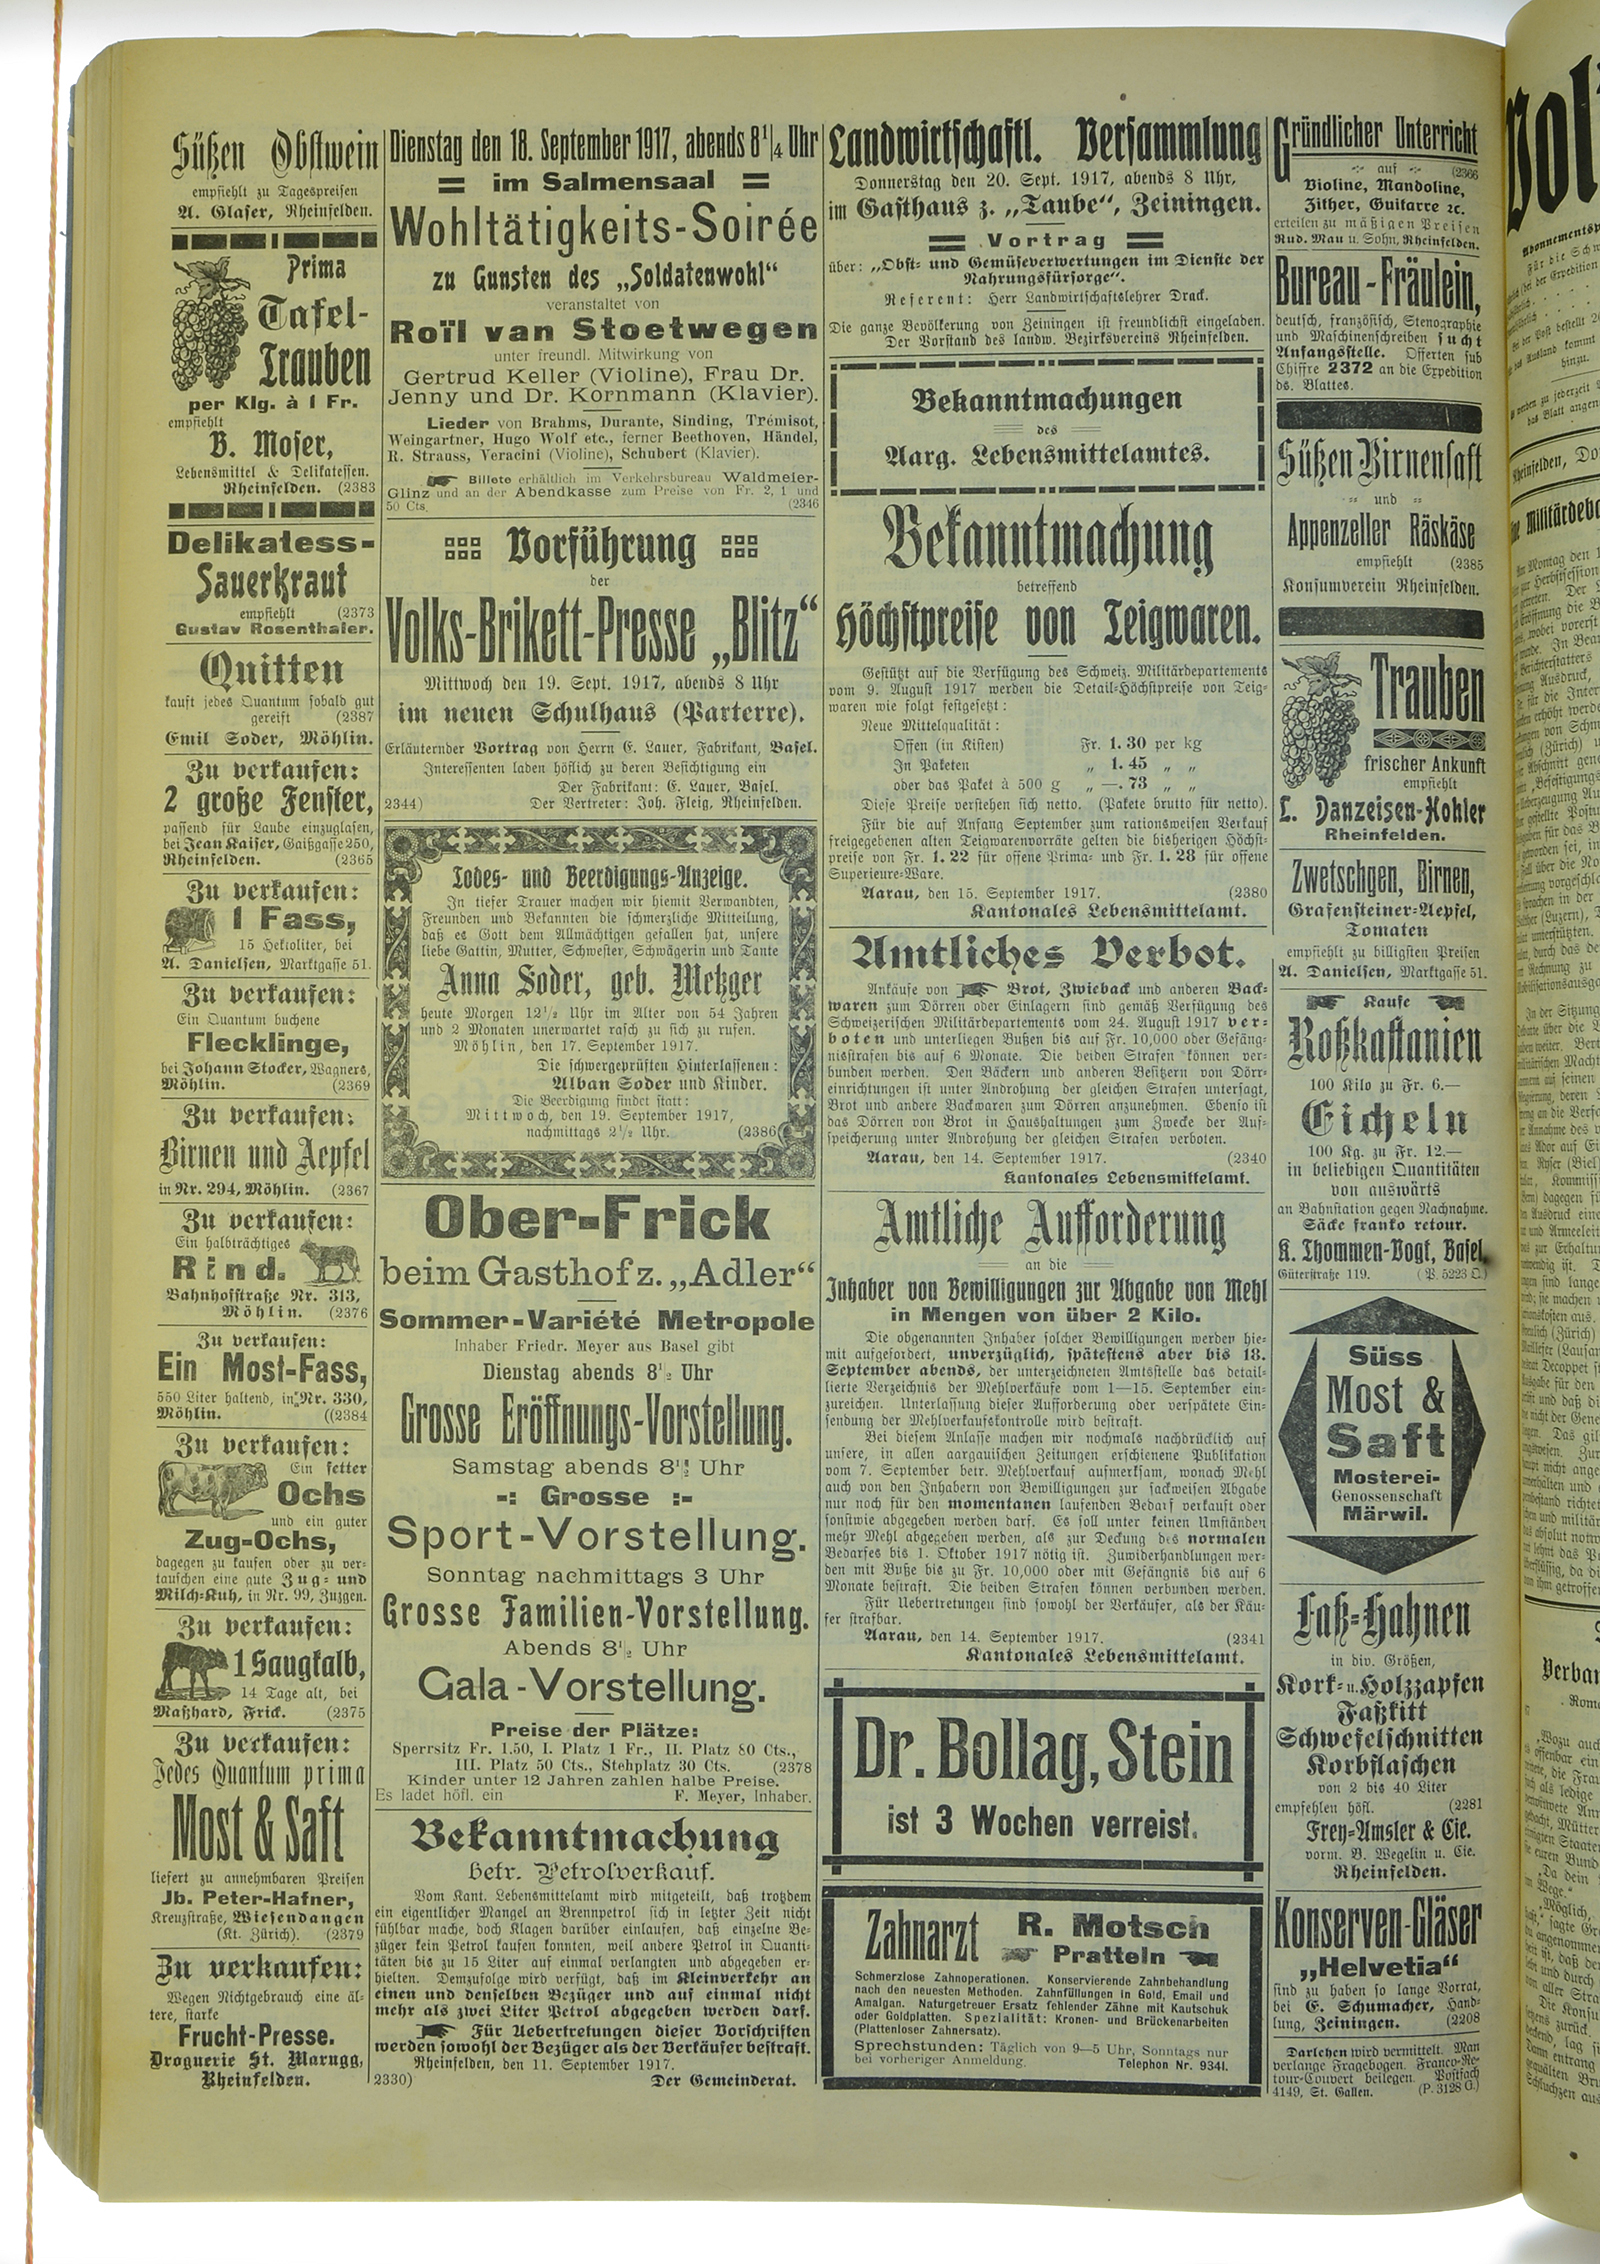 Süßen Obstwein
empfiehlt zu Tagespreisen
A. Glaser, Rheinfelden.
Prima
Tafel-
Trauben
per Klg. à 1 Fr.
empfiehlt
B. Moser,
Lebensmittel & Delikatessen.
Rheinfelden. (2383
Delikatess-
Sauerkraut
empfiehlt (2373
Gustav Rosenthaler.
Quitten
kauft jedes Quantum sobald gut
gereift (2387
Emil Soder, Möhlin.
Zu verkaufen:
2 große Fenster,
passend für Laube einzuglasen,
bei Jean Kaiser, Gaißgasse 250,
Rheinfelden. (2365
Zu verkaufen:
1 Fass,
15 Hektoliter, bei
A. Danielsen, Marktgasse 51.
Zu verkaufen:
Ein Quantum buchene
Flecklinge,
bei Johann Stocker, Wagners,
Möhlin. (2369
Zu verkaufen:
Birnen und Aepfel
in Nr. 294, Möhlin. (2367
Zu verkaufen:
Ein halbträchtiges
Rind.
Bahnhofstraße Nr. 313,
Möhlin. (2376
Zu verkaufen:
Ein Most-Fass,
550 Liter haltend, in Nr. 330,
Möhlin. ((2384
Zu verkaufen:
Ein fetter
Ochs
und ein guter
Zug-Ochs,
dagegen zu kaufen oder zu ver-
tauschen eine gute Zug- und
Milch-Kuh, in Nr. 99, Zuzgen.
Zu verkaufen:
1 Saugkalb,
14 Tage alt, bei
Maßhard, Frick. (2375
Zu verkaufen:
Jedes Quantum prima
Most & Saft
liefert zu annehmbaren Preisen
Jb. Peter-Hafner,
Kreuzstraße, Wiesendangen
(Kt. Zürich). (2379
Zu verkaufen:
Wegen Nichtgebrauch eine äl-
tere, starke
Frucht-Presse.
Droguerie St. Marugg,
Rheinfelden.
Dienstag den 18. September 1917, abends 8 1/4 Uhr
im Salmensaal
Wohltätigkeits-Soirée
zu Gunsten des „Soldatenwohl“
veranstaltet von
Roïl van Stoetwegen
unter freundl. Mitwirkung von
Gertrud Keller (Violine), Frau Dr.
Jenny und Dr. Kornmann (Klavier).
Lieder von Brahms, Durante, Sinding, Trémisot,
Weingartner, Hugo Wolf etc., ferner Beethoven, Händel,
R. Strauss, Veracini (Violine), Schubert (Klavier).
Billete erhältlich im Verkehrsbureau Waldmeier-
Glinz und an der Abendkasse zum Preise von Fr. 2, 1 und
50 Cts. (2346
Vorführung
der
Volks-Brikett-Presse „Blitz“
Mittwoch den 19. Sept. 1917, abends 8 Uhr
im neuen Schulhaus (Parterre).
Erläuternder Vortrag von Herrn E. Lauer, Fabrikant, Basel.
Interessenten laden höflich zu deren Besichtigung ein
Der Fabrikant: E. Lauer, Basel.
2344) Der Vertreter: Joh. Fleig, Rheinfelden.
Todes- und Beerdigungs-Anzeige.
In tiefer Trauer machen wir hiemit Verwandten,
Freunden und Bekannten die schmerzliche Mitteilung,
daß es Gott dem Allmächtigen gefallen hat, unsere
liebe Gattin, Mutter, Schwester, Schwägerin und Tante
Anna Soder, geb. Metzger
heute Morgen 12 1/2 Uhr im Alter von 54 Jahren
und 2 Monaten unerwartet rasch zu sich zu rufen.
Möhlin, den 17. September 1917.
Die schwergeprüften Hinterlassenen:
Alban Soder und Kinder.
Die Beerdigung findet statt:
Mittwoch, den 19. September 1917,
nachmittags 2 1/2 Uhr. (2386
Ober-Frick
beim Gasthof z. „Adler“
Sommer-Variété Metropole
Inhaber Friedr. Meyer aus Basel gibt
Dienstag abends 8 1/2 Uhr
Grosse Eröffnungs-Vorstellung.
Samstag abends 8 1/2 Uhr
-: Grosse :-
Sport-Vorstellung.
Sonntag nachmittags 3 Uhr
Grosse Familien-Vorstellung.
Abends 8 1/2 Uhr
Gala-Vorstellung.
Preise der Plätze:
Sperrsitz Fr. 1.50, I. Platz 1 Fr., II. Platz 80 Cts.,
III. Platz 50 Cts., Stehplatz 30 Cts. (2378
Kinder unter 12 Jahren zahlen halbe Preise.
Es ladet höfl. ein F. Meyer, Inhaber.
Bekanntmachung
betr. Petrolverkauf.
Vom Kant. Lebensmittelamt wird mitgeteilt, daß trotzdem
ein eigentlicher Mangel an Brennpetrol sich in letzter Zeit nicht
fühlbar mache, doch Klagen darüber einlaufen, daß einzelne Be-
züger kein Petrol kaufen konnten, weil andere Petrol in Quanti-
täten bis zu 15 Liter auf einmal verlangten und abgegeben er-
hielten. Demzufolge wird verfügt, daß im Kleinverkehr an
einen und denselben Bezüger und auf einmal nicht
mehr als zwei Liter Petrol abgegeben werden darf.
Für Uebertretungen dieser Vorschriften
werden sowohl der Bezüger als der Verkäufer bestraft.
Rheinfelden, den 11. September 1917.
2330) Der Gemeinderat.
Landwirtschaftl. Versammlung
Donnerstag den 20. Sept. 1917, abends 8 Uhr,
im Gasthaus z. „Taube“, Zeiningen.
Vortrag
über: „Obst- und Gemüseverwertungen im Dienste der
Nahrungsfürsorge“.
Referent: Herr Landwirtschaftslehrer Drack.
Die ganze Bevölkerung von Zeiningen ist freundlichst eingeladen.
Der Vorstand des landw. Bezirksvereins Rheinfelden.
Bekanntmachungen
des
Aarg. Lebensmittelamtes.
Bekanntmachung
betreffend
Höchstpreise von Teigwaren.
Gestützt auf die Verfügung des Schweiz. Militärdepartements
vom 9. August 1917 werden die Detail-Höchstpreise von Teig-
waren wie folgt festgesetzt:
Neue Mittelqualität:
Offen (in Kisten) Fr. 1.30 per kg
In Paketen „ 1.45 „ „
oder das Paket à 500 g „ —.73 „ „
Diese Preise verstehen sich netto. (Pakete brutto für netto).
Für die auf Anfang September zum rationsweisen Verkauf
freigegebenen alten Teigwarenvorräte gelten die bisherigen Höchst-
preise von Fr. 1.22 für offene Prima- und Fr. 1.28 für offene
Superieure-Ware.
Aarau, den 15. September 1917. (2380
Kantonales Lebensmittelamt.
Amtliches Verbot.
Ankäufe von Brot, Zwieback und anderen Back-
waren zum Dörren oder Einlagern sind gemäß Verfügung des
Schweizerischen Militärdepartements vom 24. August 1917 ver-
boten und unterliegen Bußen bis auf Fr. 10,000 oder Gefäng-
nisstrafen bis auf 6 Monate. Die beiden Strafen können ver-
bunden werden. Den Bäckern und anderen Besitzern von Dörr-
einrichtungen ist unter Androhung der gleichen Strafen untersagt,
Brot und andere Backwaren zum Dörren anzunehmen. Ebenso ist
das Dörren von Brot in Haushaltungen zum Zwecke der Auf-
speicherung unter Androhung der gleichen Strafen verboten.
Aarau, den 14. September 1917. (2340
Kantonales Lebensmittelamt.
Amtliche Aufforderung
an die
Inhaber von Bewilligungen zur Abgabe von Mehl
in Mengen von über 2 Kilo.
Die obgenannten Inhaber solcher Bewilligungen werden hie-
mit aufgefordert, unverzüglich, spätestens aber bis 18.
September abends, der unterzeichneten Amtsstelle das detail-
lierte Verzeichnis der Mehlverkäufe vom 1—15. September ein-
zureichen. Unterlassung dieser Aufforderung oder verspätete Ein-
sendung der Mehlverkaufskontrolle wird bestraft.
Bei diesem Anlasse machen wir nochmals nachdrücklich auf
unsere, in allen aargauischen Zeitungen erschienene Publikation
vom 7. September betr. Mehlverkauf aufmerksam, wonach Mehl
auch von den Inhabern von Bewilligungen zur sackweisen Abgabe
nur noch für den momentanen laufenden Bedarf verkauft oder
sonstwie abgegeben werden darf. Es soll unter keinen Umständen
mehr Mehl abgegeben werden, als zur Deckung des normalen
Bedarfes bis 1. Oktober 1917 nötig ist. Zuwiderhandlungen wer-
den mit Buße bis zu Fr. 10,000 oder mit Gefängnis bis auf 6
Monate bestraft. Die beiden Strafen können verbunden werden.
Für Uebertretungen sind sowohl der Verkäufer, als der Käu-
fer strafbar.
Aarau, den 14. September 1917. (2341
Kantonales Lebensmittelamt.
Dr. Bollag, Stein
ist 3 Wochen verreist.
Zahnarzt R. Motsch
Pratteln
Schmerzlose Zahnoperationen. Konservierende Zahnbehandlung
nach den neuesten Methoden. Zahnfüllungen in Gold, Email und
Amalgan. Naturgetreuer Ersatz fehlender Zähne mit Kautschuk
oder Goldplatten. Spezialität: Kronen- und Brückenarbeiten
(Plattenloser Zahnersatz).
Sprechstunden: Täglich von 9—5 Uhr, Sonntags nur
bei vorheriger Anmeldung. Telephon Nr. 9341.
Gründlicher Unterricht
auf (2366
Violine, Mandoline,
Zither, Guitarre ec.
erteilen zu mäßigen Preisen
Rud. Mau u. Sohn, Rheinfelden.
Bureau-Fräulein,
deutsch, französisch, Stenographie
und Maschinenschreiben sucht
Anfangsstelle. Offerten sub
Chiffre 2372 an die Expedition
ds. Blattes.
Süßen Birnensaft
und
Appenzeller Räskäse
empfiehlt (2385
Konsumverein Rheinfelden.
Trauben
frischer Ankunft
empfiehlt
L. Danzeisen-Kohler
Rheinfelden.
Zwetschgen, Birnen,
Grafensteiner-Aepfel,
Tomaten
empfiehlt zu billigsten Preisen
A. Danielsen, Marktgasse 51.
Kaufe
Roßkastanien
100 Kilo zu Fr. 6.—
Eicheln
100 Kg. zu Fr. 12.—
in beliebigen Quantitäten
von auswärts
an Bahnstation gegen Nachnahme.
Säcke franko retour.
K. Thommen-Vogt, Basel,
Güterstraße 119. (P. 5223 Q.)
Süss
Most &
Saft
Mosterei-
Genossenschaft
Märwil.
Faß-Hahnen
in div. Größen,
Kork- u. Holzzapfen
Faßkitt
Schwefelschnitten
Korbflaschen
von 2 bis 40 Liter
empfehlen höfl. (2281
Frey-Amsler & Cie.
vorm. B. Wegelin u. Cie.
Rheinfelden.
Konserven-Gläser
„Helvetia“
sind zu haben so lange Vorrat,
bei E. Schumacher, Hand-
lung, Zeiningen. (2208
Darlehen wird vermittelt. Man
verlange Fragebogen. Franco-Re-
tour-Couvert beilegen. Postfach
4149, St. Gallen. (P. 3128 G.)